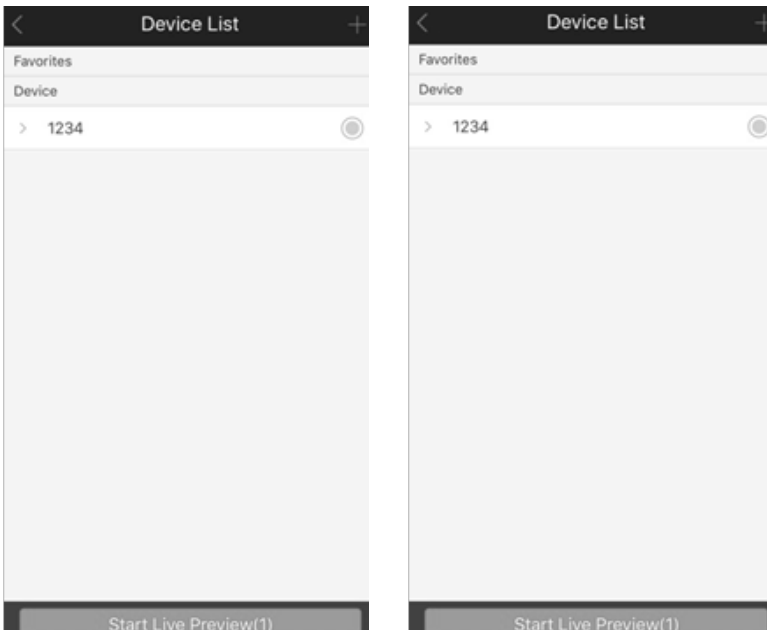 Device List
Favorites
Device
1234
Start Live Preview(1)
Device List
Favorites
Device
1234
Start Live Preview(1)